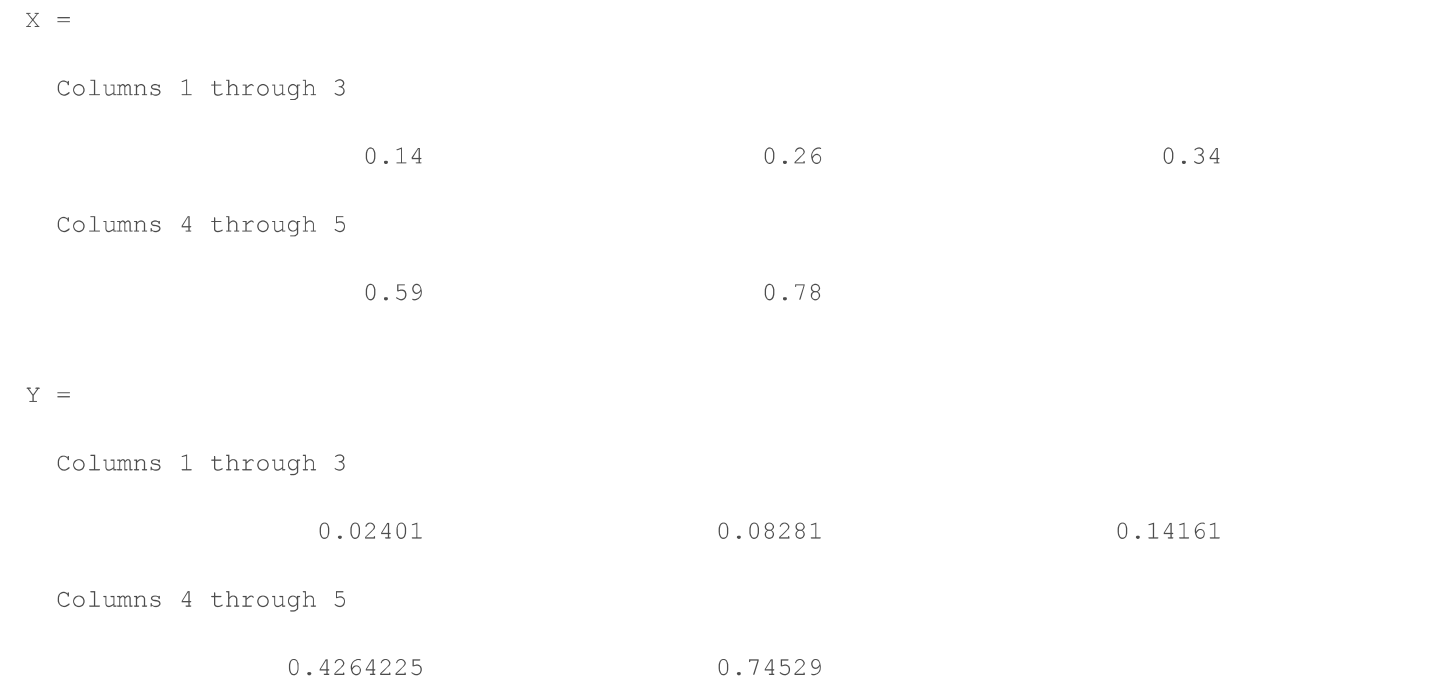 X =
Columns 1 through 3
0.14 0.26 0.34
Columns 4 through 5
0.59 0.78
Y =
Columns 1 through 3
0.02401 0.08281 0.14161
Columns 4 through 5
0.4264225 0.74529